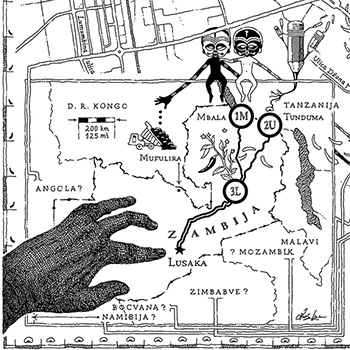 Ulica Džona
D. R. KONGO
200 km
125 mi
MBALA
1M
2U
TANZANIJA
TUNDUMA
MUFULIRA
ANGOLA?
3L
ZAMBIJA
LUSAKA
MALAVI
? MOZAMBIK
ZIMBABVE ?
BOCVANA ?
NAMIBIJA ?